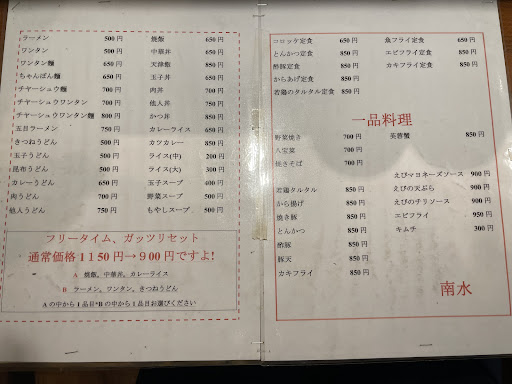 ラーメン 500円
ワンタン 500円
ワンタン麵 650円
ちゃんぽん麵 650円
チャーシュウ麵 700円
チャーシュウワンタン 700円
チャーシュウワンタン麵 800円
五目ラーメン 750円
きつねうどん 500円
玉子うどん 500円
昆布うどん 500円
カレーうどん 650円
肉うどん 700円
他人うどん 750円
焼飯 650円
中華丼 650円
天津飯 850円
玉子丼 650円
肉丼 700円
他人丼 750円
かつ丼 850円
カレーライス 650円
カツカレー 850円
ライス(中) 200円
ライス(大) 300円
玉子スープ 400円
野菜スープ 500円
もやしスープ 500円
フリータイム、ガッツリセット
通常価格1150円→900円ですよ!
A 焼飯、中華丼、カレーライス
B ラーメン、ワンタン、きつねうどん
Aの中から1品目*Bの中から1品目お選びください
コロッケ定食 650円
とんかつ定食 850円
酢豚定食 850円
からあげ定食 850円
若鶏のタルタル定食 850円
魚フライ定食 650円
エビフライ定食 950円
カキフライ定食 950円
一品料理
野菜焼き 700円
八宝菜 700円
焼きそば 700円
芙蓉蟹 850円
若鶏タルタル 850円
から揚げ 850円
焼き豚 850円
とんかつ 850円
酢豚 850円
豚天 850円
カキフライ 850円
えびマヨネーズソース 900円
えびの天ぷら 900円
えびのチリソース 900円
エビフライ 950円
キムチ 300円
南水